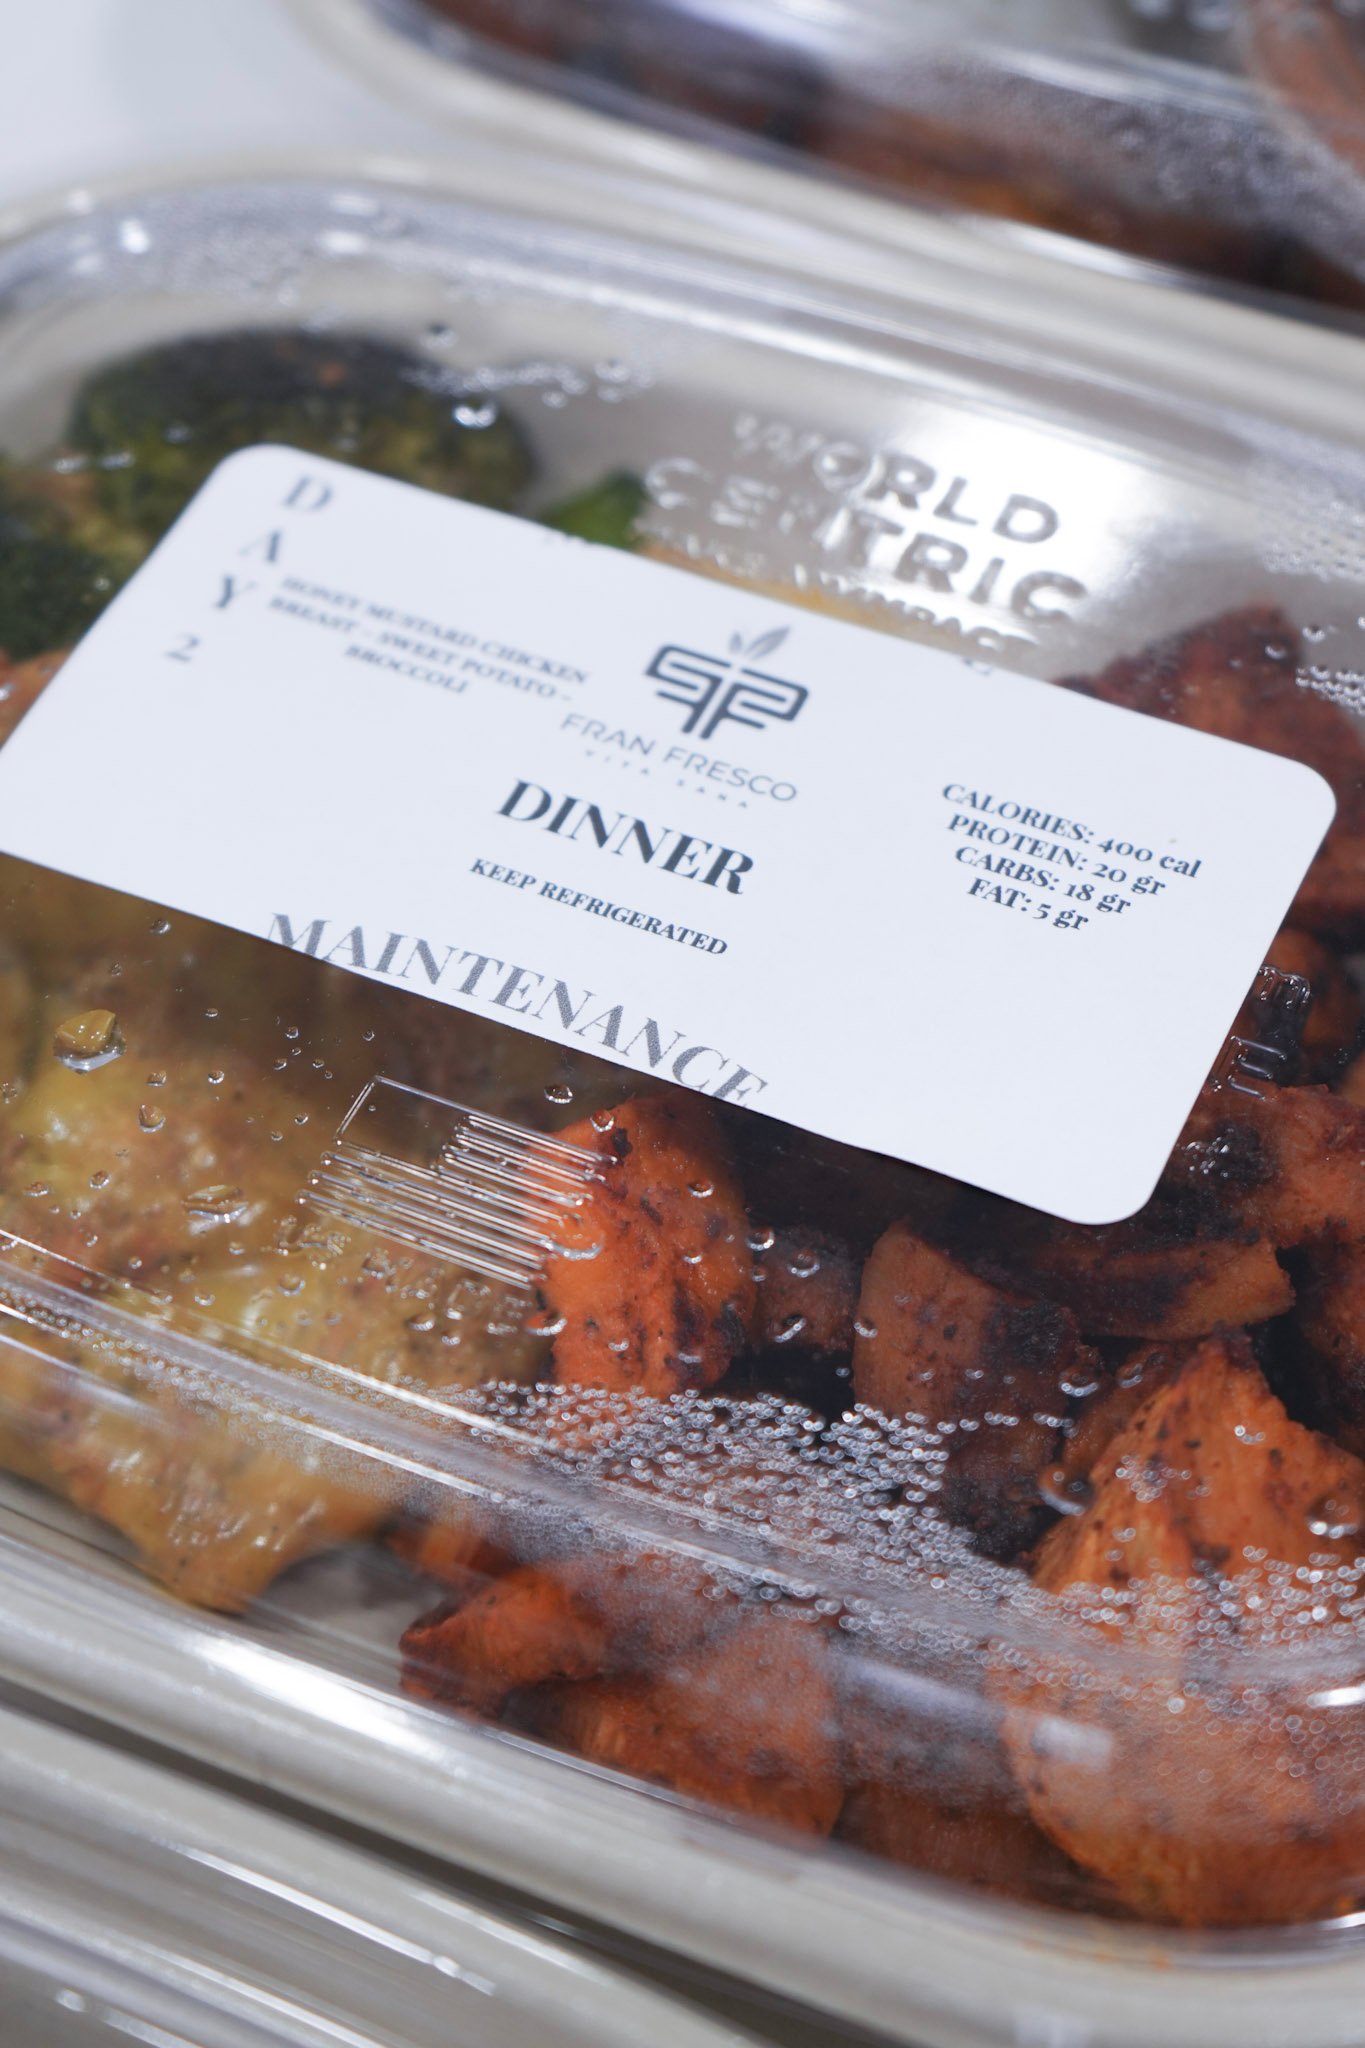 WORLD
CENTRIC
D
A
Y
2
HONEY MUSTARD CHICKEN
BREAST - SWEET POTATO -
BROCCOLI
FRAN FRESCO
VITA SANA
DINNER
KEEP REFRIGERATED
MAINTENANCE
CALORIES: 400 cal
PROTEIN: 20 gr
CARBS: 18 gr
FAT: 5 gr